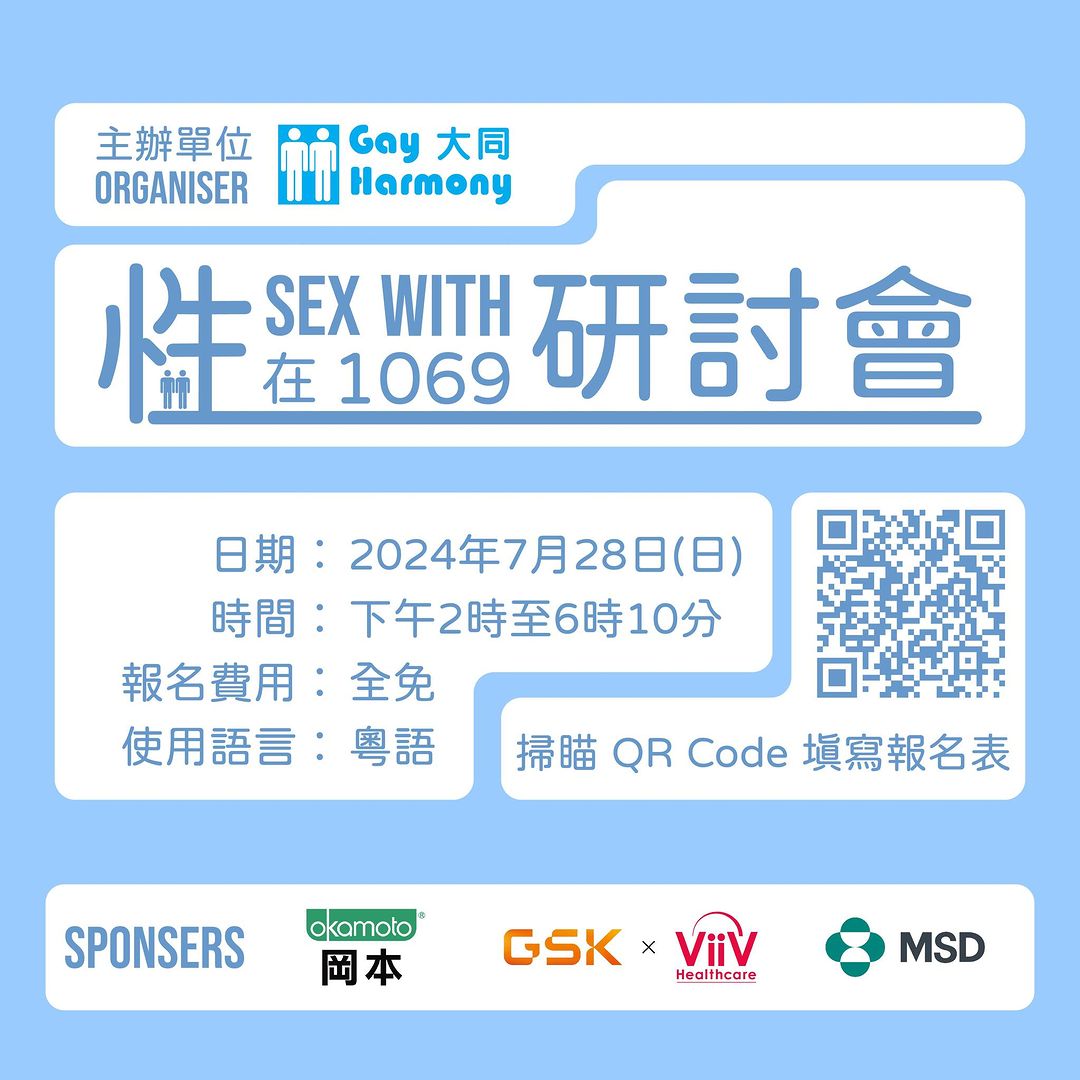 主辦單位
ORGANISER
Gay 大同
Harmony
性 SEX WITH 在 1069 研討會
日期：2024年7月28日(日)
時間：下午2時至6時10分
報名費用：全免
使用語言：粵語
掃瞄 QR Code 填寫報名表
SPONSERS
okamoto®
岡本
GSK × ViiV
Healthcare
MSD